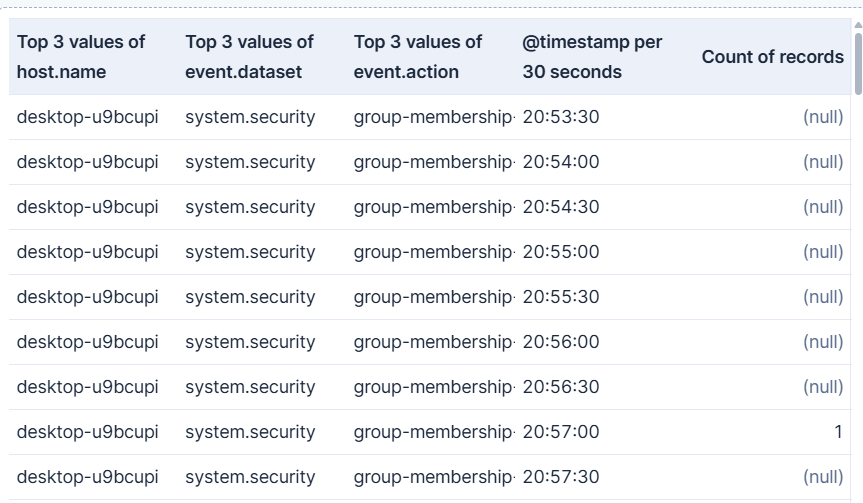 Top 3 values of host.name Top 3 values of event.dataset Top 3 values of event.action @timestamp per 30 seconds Count of records
desktop-u9bcupi system.security group-membership- 20:53:30 (null)
desktop-u9bcupi system.security group-membership- 20:54:00 (null)
desktop-u9bcupi system.security group-membership- 20:54:30 (null)
desktop-u9bcupi system.security group-membership- 20:55:00 (null)
desktop-u9bcupi system.security group-membership- 20:55:30 (null)
desktop-u9bcupi system.security group-membership- 20:56:00 (null)
desktop-u9bcupi system.security group-membership- 20:56:30 (null)
desktop-u9bcupi system.security group-membership- 20:57:00 1
desktop-u9bcupi system.security group-membership- 20:57:30 (null)